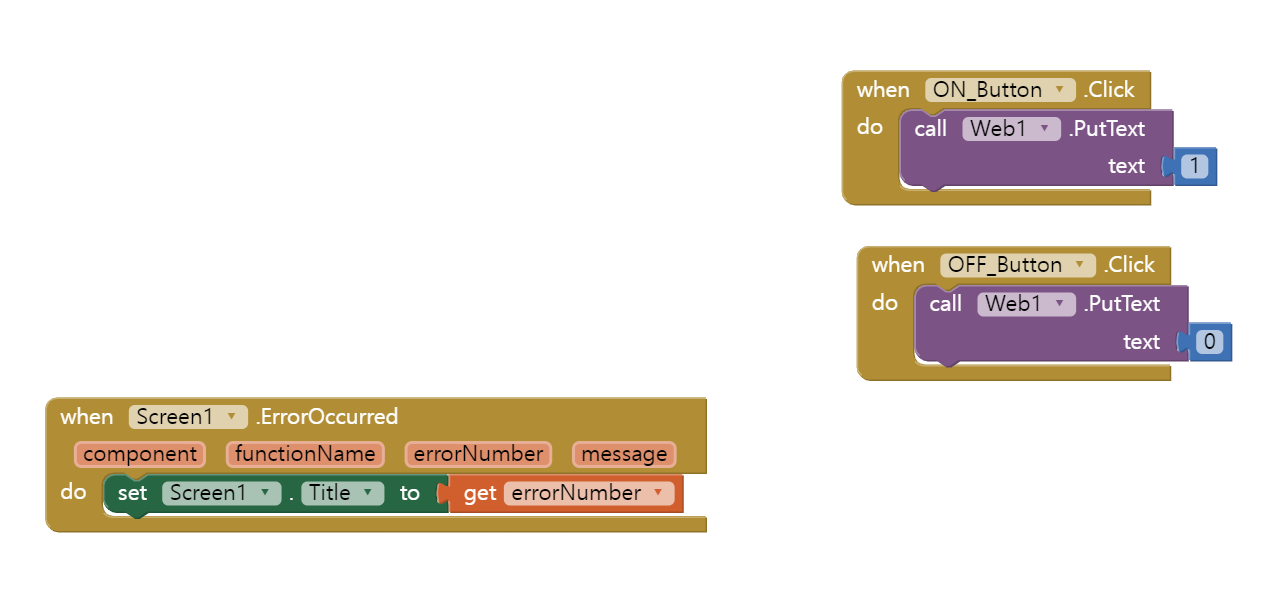 when ON_Button .Click
do call Web1 .PutText
text 1
when OFF_Button .Click
do call Web1 .PutText
text 0
when Screen1 .ErrorOccurred
component functionName errorNumber message
do set Screen1 . Title to get errorNumber